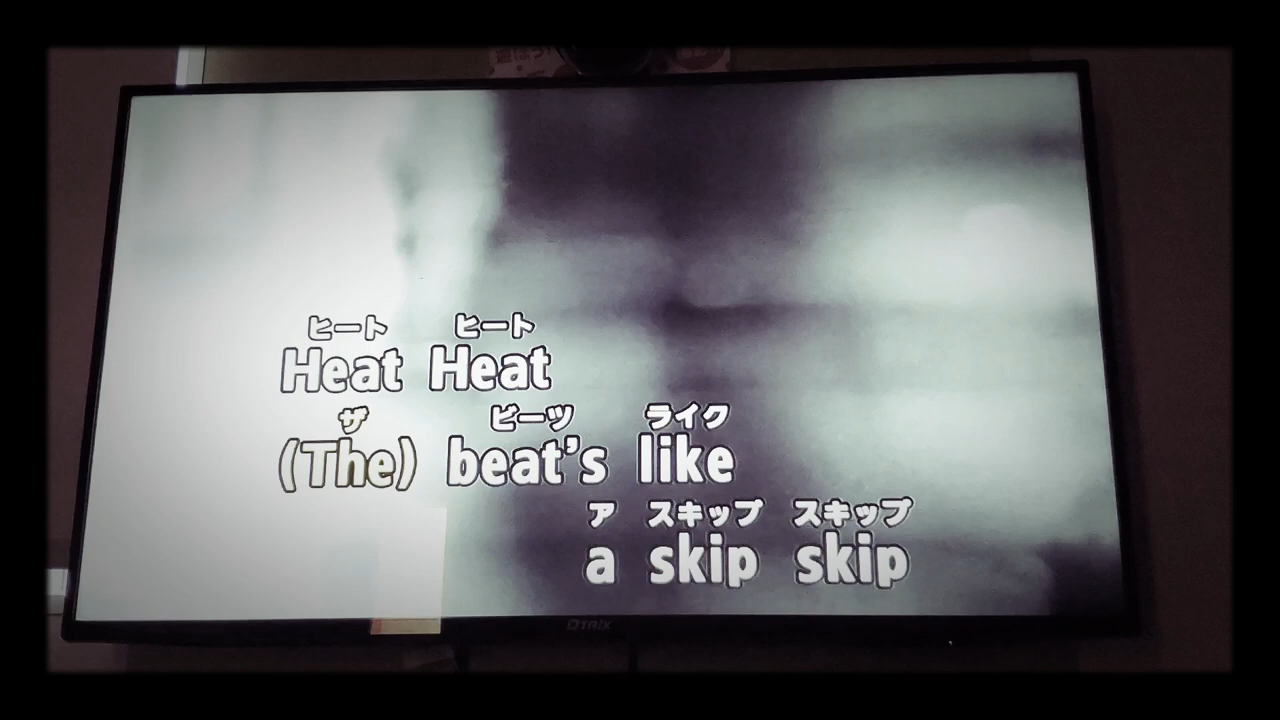 ヒート ヒート
Heat Heat
ザ ビーツ ライク
(The) beat's like
ア スキップ スキップ
a skip skip
QTRIX